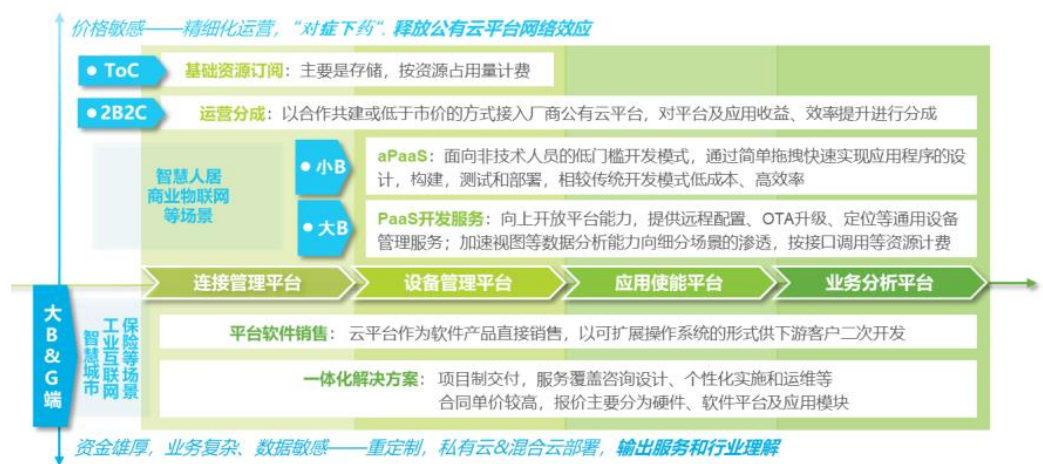 价格敏感——精细化运营，“对症下药”，释放公有云平台网络效应
ToC
基础资源订阅：主要是存储，按资源占用量计费
2B2C
运营分成：以合作共建或低于市价的方式接入厂商公有云平台，对平台及应用收益、效率提升进行分成
智慧人居
商业物联网
等场景
小B
aPaaS：面向非技术人员的低门槛开发模式，通过简单拖拽快速实现应用程序的设
计，构建，测试和部署，相较传统开发模式低成本、高效率
大B
PaaS开发服务：向上开放平台能力，提供远程配置、OTA升级、定位等通用设备
管理服务；加速视图等数据分析能力向细分场景的渗透，按接口调用等资源计费
连接管理平台
设备管理平台
应用使能平台
业务分析平台
大B&G端
保险等场景
工业互联网
智慧城市
平台软件销售：云平台作为软件产品直接销售，以可扩展操作系统的形式供下游客户二次开发
一体化解决方案：项目制交付，服务覆盖咨询设计、个性化实施和运维等
合同单价较高，报价主要分为硬件、软件平台及应用模块
资金雄厚，业务复杂、数据敏感——重定制，私有云&混合云部署，输出服务和行业理解